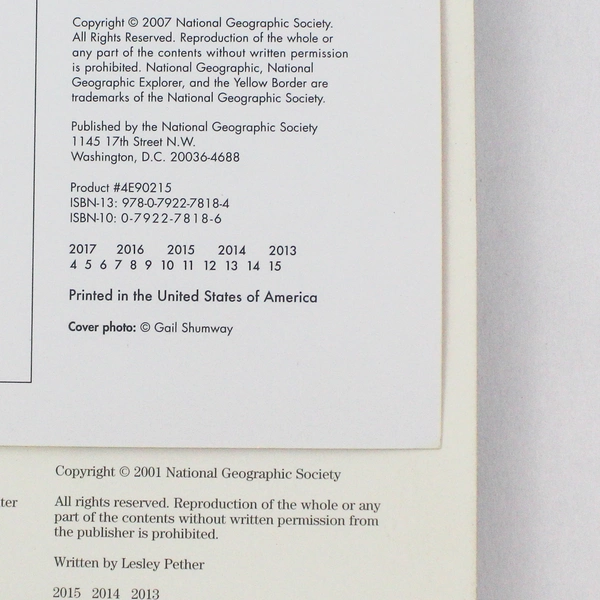 Copyright © 2007 National Geographic Society.
All Rights Reserved. Reproduction of the whole or
any part of the contents without written permission
is prohibited. National Geographic, National
Geographic Explorer, and the Yellow Border are
trademarks of the National Geographic Society.
Published by the National Geographic Society
1145 17th Street N.W.
Washington, D.C. 20036-4688
Product #4E90215
ISBN-13: 978-0-7922-7818-4
ISBN-10: 0-7922-7818-6
2017 2016 2015 2014 2013
4 5 6 7 8 9 10 11 12 13 14 15
Printed in the United States of America
Cover photo: © Gail Shumway
Copyright © 2001 National Geographic Society
All rights reserved. Reproduction of the whole or any
part of the contents without written permission from
the publisher is prohibited.
Written by Lesley Pether
2015 2014 2013